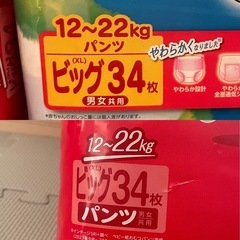 12~22kg
パンツ
(XL)
ビッグ34枚
男女共用
やわらかくなりました
やわらか設計
12~22kg
(XL)
ビッグ34枚
パンツ 男女共用